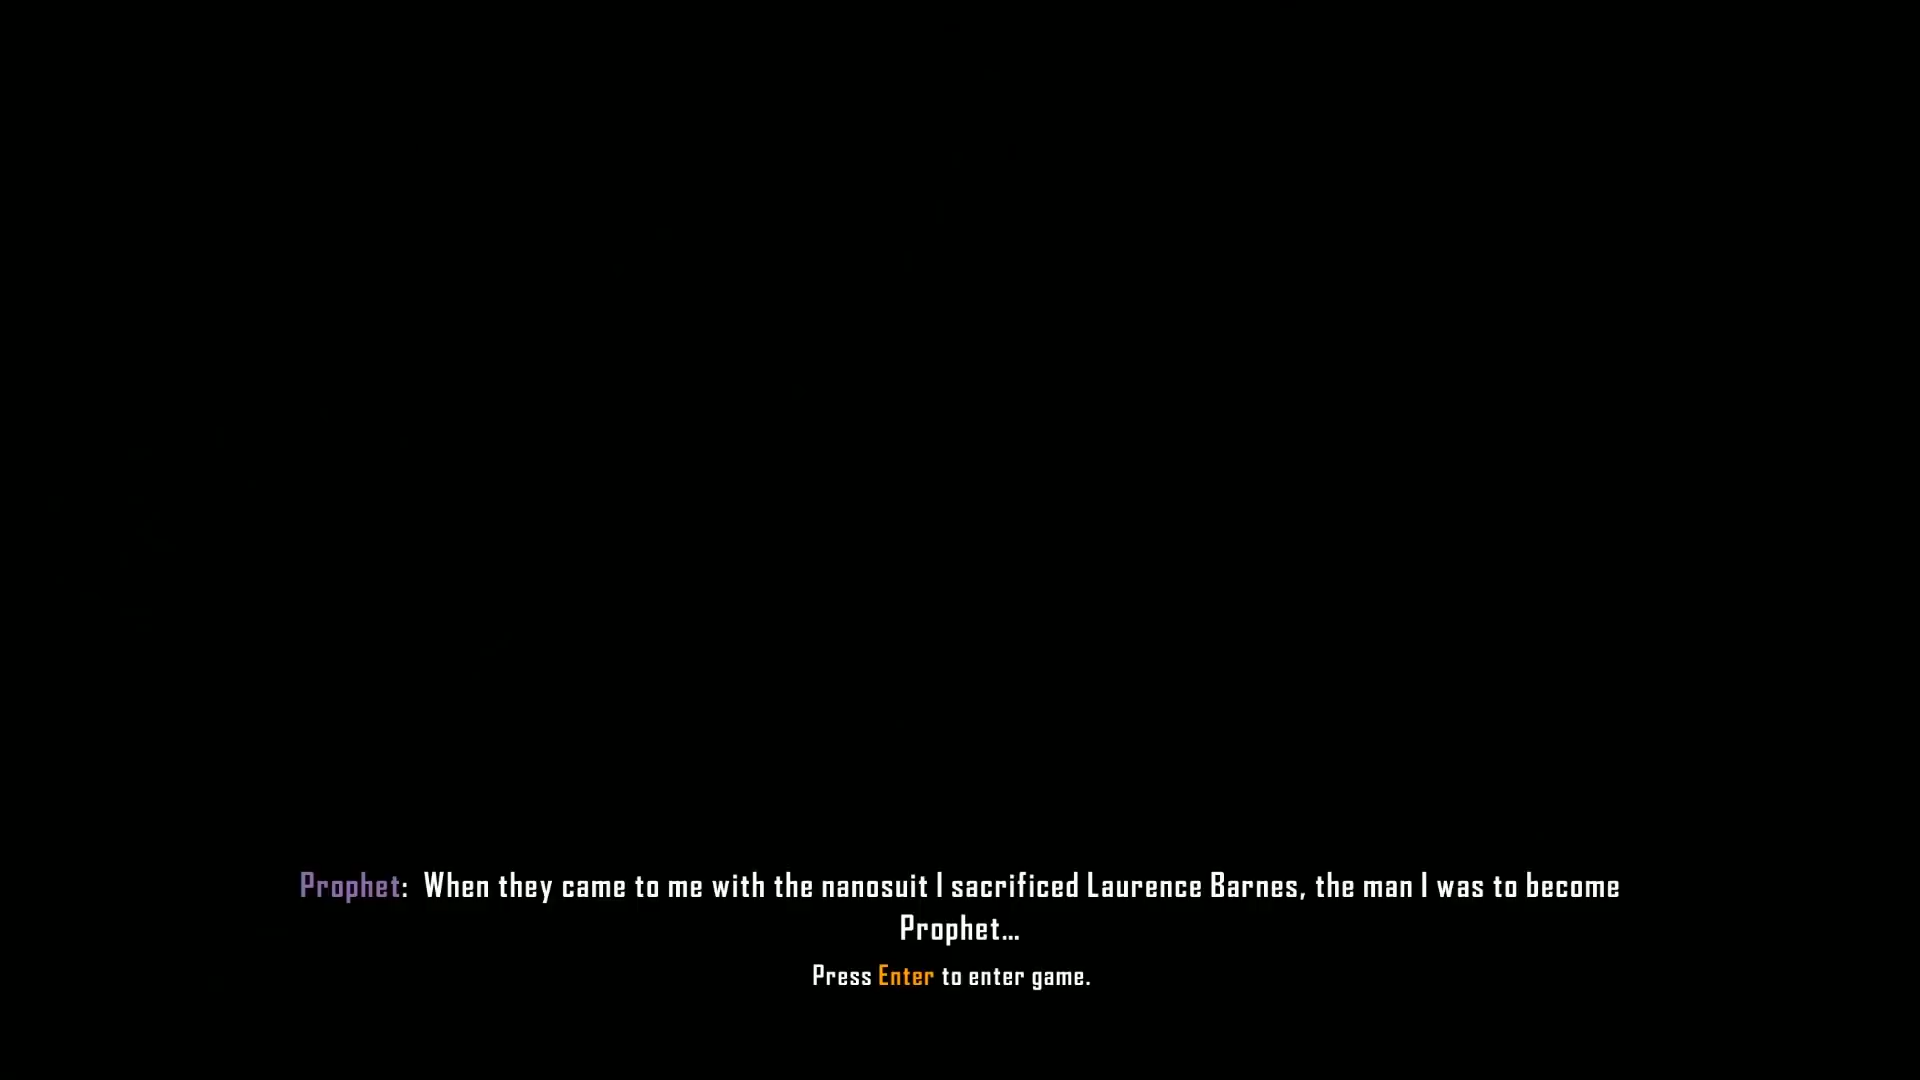 Prophet: When they came to me with the nanosuit I sacrificed Laurence Barnes, the man I was to become
Prophet...
Press Enter to enter game.